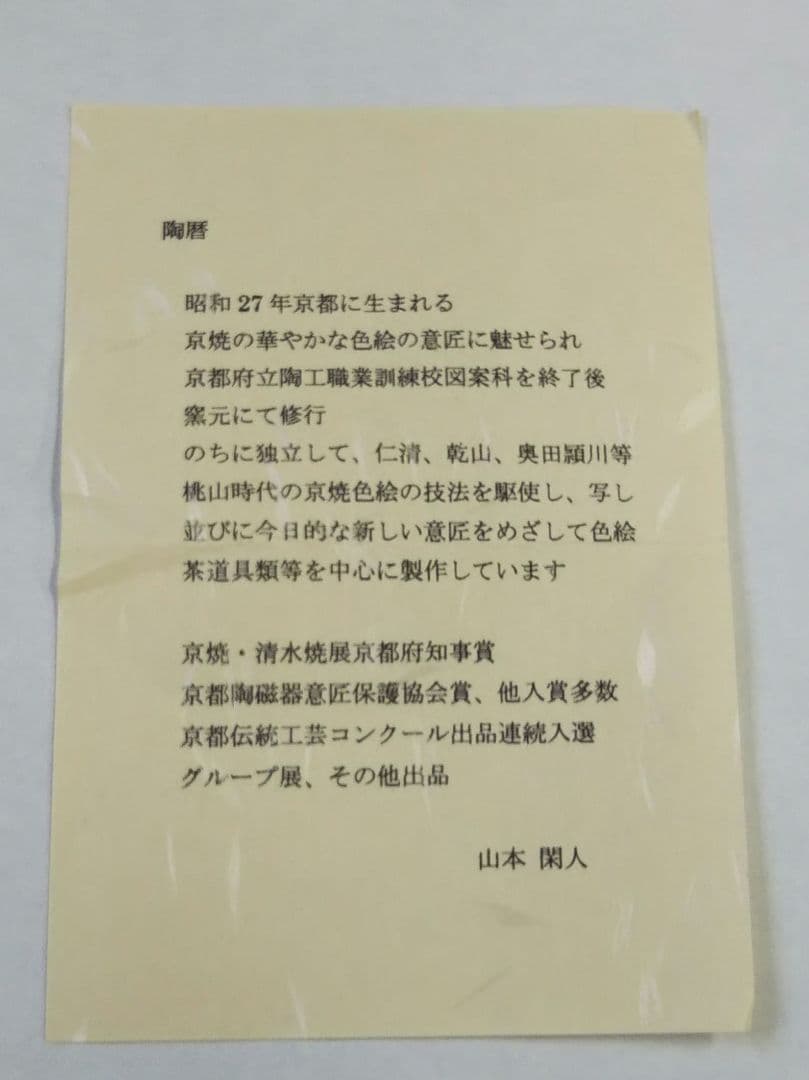 陶暦
昭和27年京都に生まれる
京焼の華やかな色絵の意匠に魅せられ
京都府立陶工職業訓練校図案科を終了後
窯元にて修行
のちに独立して、仁清、乾山、奥田頴川等
桃山時代の京焼色絵の技法を駆使し、写し
並びに今日的な新しい意匠をめざして色絵
茶道具類等を中心に製作しています
京焼・清水焼展京都府知事賞
京都陶磁器意匠保護協会賞、他入賞多数
京都伝統工芸コンクール出品連続入選
グループ展、その他出品
山本 閑人